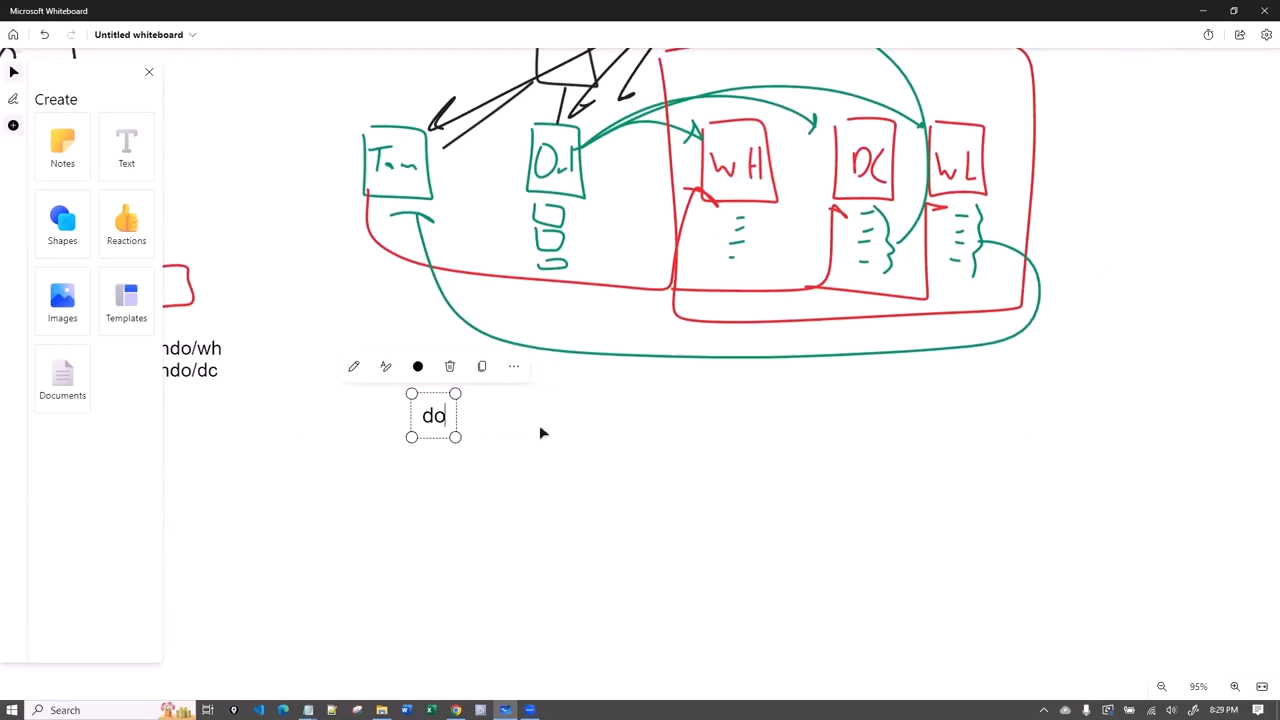 Microsoft Whiteboard
Untitled whiteboard
Create
Notes
Text
Shapes
Reactions
Images
Templates
Documents
WH
DC
WL
ndo/wh
ndo/dc
do
95%
Search
8:29 PM